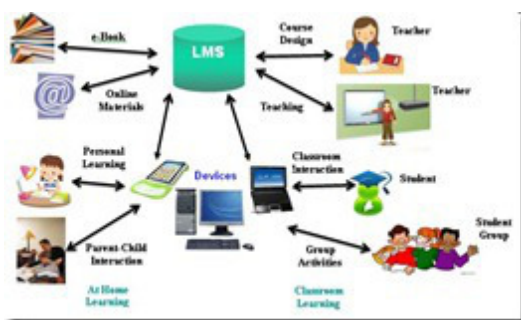 e-Book
LMS
Course
Design
Teacher
Online
Materials
Teaching
Teacher
Personal
Learning
Devices
Classroom
Interaction
Student
Parent-Child
Interaction
Group
Activities
Student
Group
At Home
Learning
Classroom
Learning